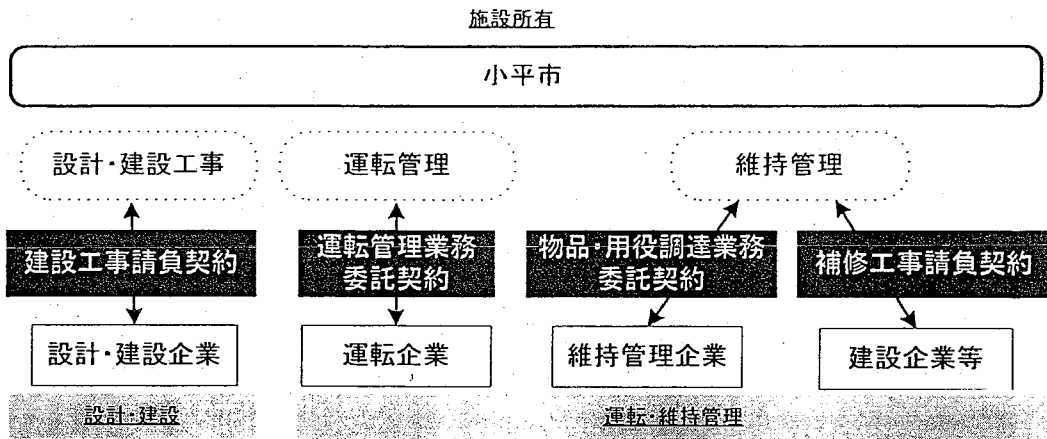 施設所有
小平市
設計・建設工事
運転管理
維持管理
建設工事請負契約
運転管理業務
委託契約
物品・用役調達業務
委託契約
補修工事請負契約
設計・建設企業
運転企業
維持管理企業
建設企業等
設計・建設
運転・維持管理